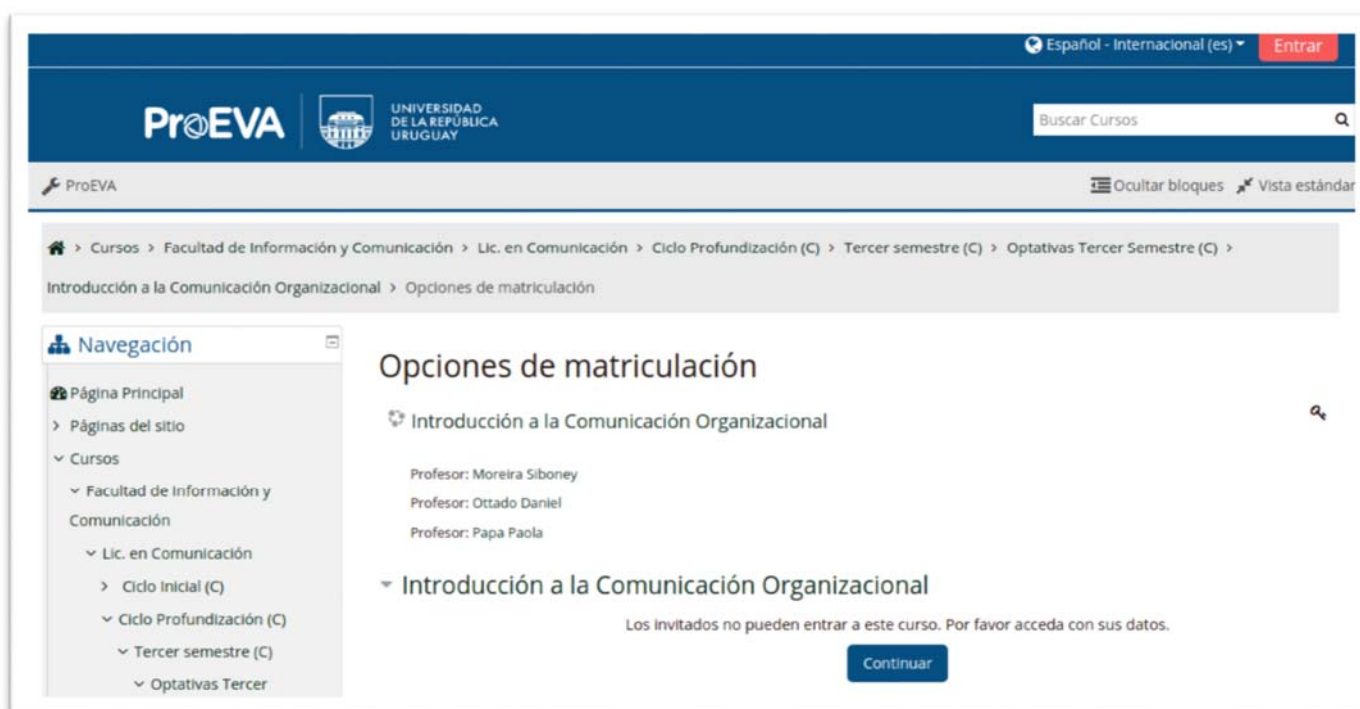 Español - Internacional (es)
Entrar
ProEVA
UNIVERSIDAD
DE LA REPÚBLICA
URUGUAY
Buscar Cursos
ProEVA
Ocultar bloques
Vista estándar
> Cursos > Facultad de Información y Comunicación > Lic. en Comunicación > Ciclo Profundización (C) > Tercer semestre (C) > Optativas Tercer Semestre (C) >
Introducción a la Comunicación Organizacional > Opciones de matriculación
Navegación
Página Principal
> Páginas del sitio
Cursos
Facultad de Información y
Comunicación
Lic. en Comunicación
> Ciclo Inicial (C)
Ciclo Profundización (C)
Tercer semestre (C)
Optativas Tercer
Opciones de matriculación
Introducción a la Comunicación Organizacional
Profesor: Moreira Siboney
Profesor: Ottado Daniel
Profesor: Papa Paola
Introducción a la Comunicación Organizacional
Los invitados no pueden entrar a este curso. Por favor acceda con sus datos.
Continuar